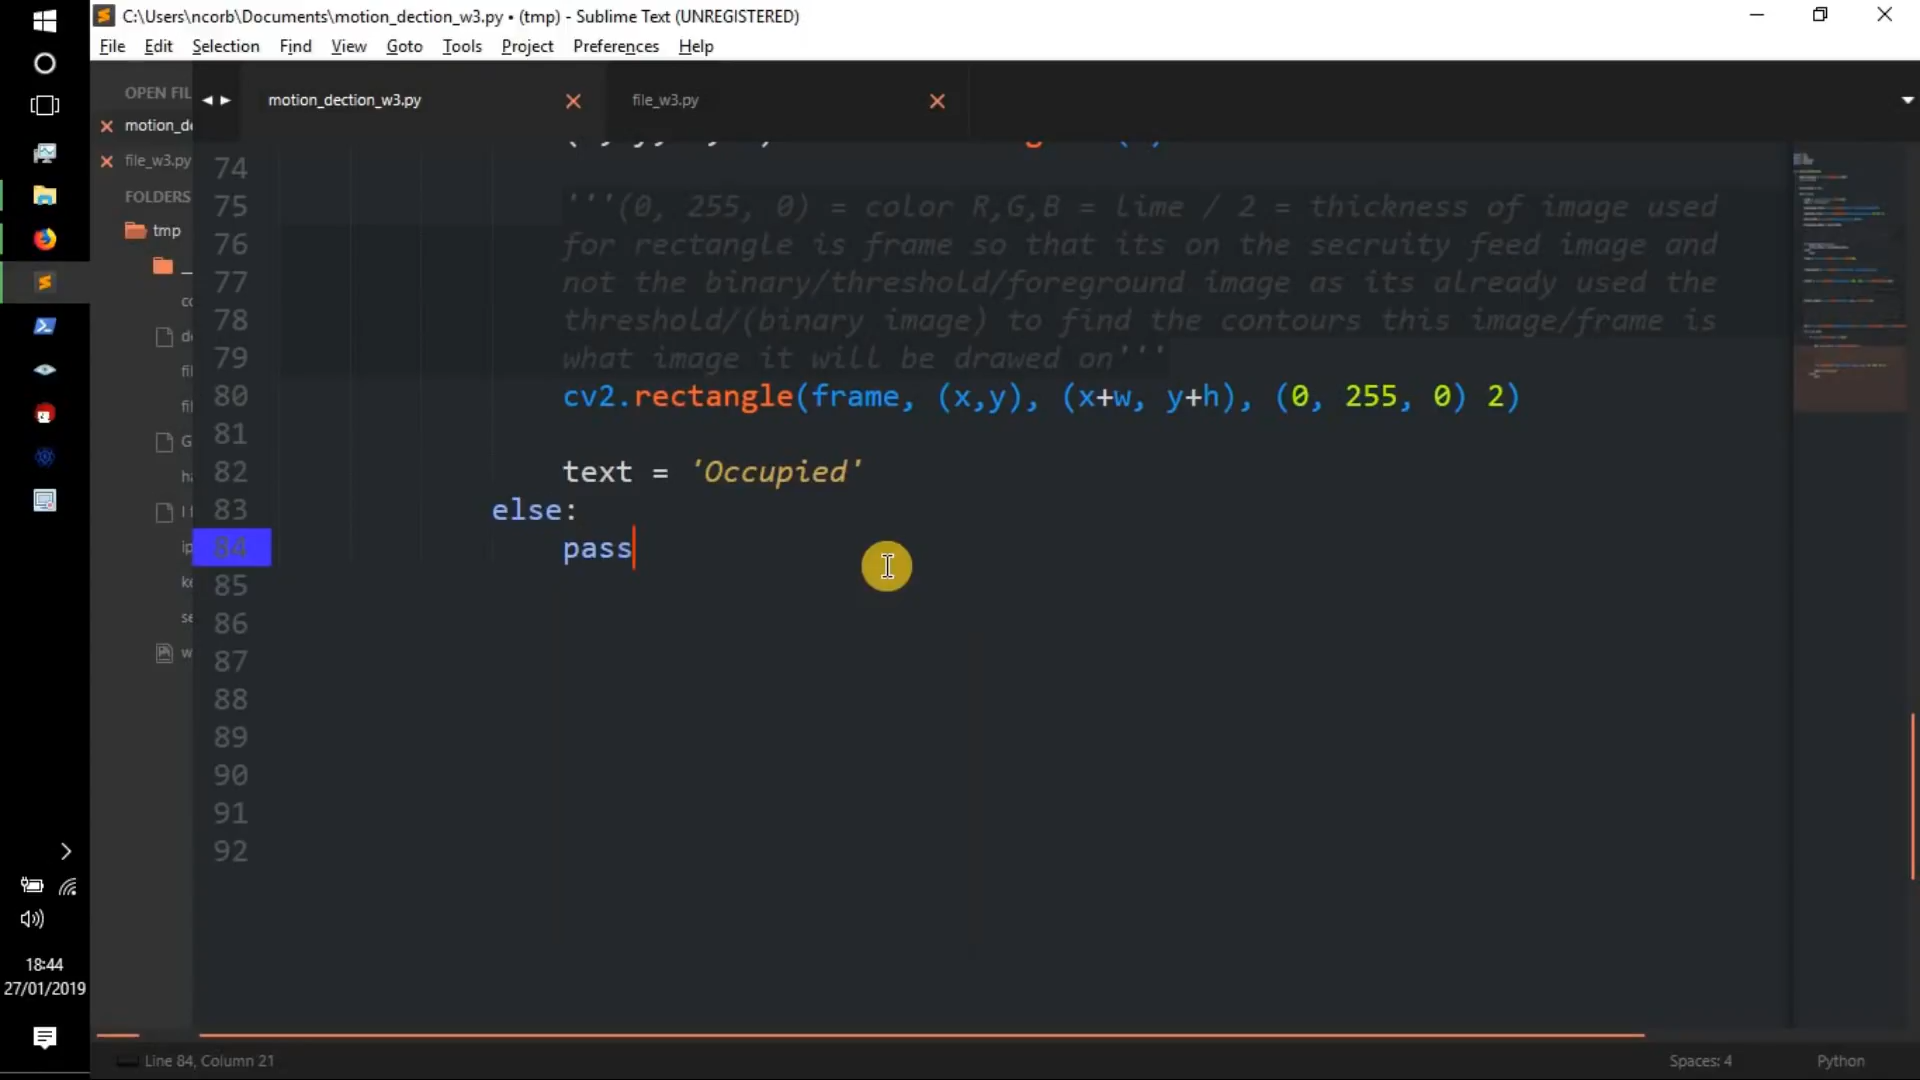 C:\Users\ncorb\Documents\motion_dection_w3.py • (tmp) - Sublime Text (UNREGISTERED)
File Edit Selection Find View Goto Tools Project Preferences Help
OPEN FIL
motion_de
file_w3.py
FOLDERS
tmp
motion_dection_w3.py
file_w3.py
74
75 '''(0, 255, 0) = color R,G,B = lime / 2 = thickness of image used
76 for rectangle is frame so that its on the secruity feed image and
77 not the binary/threshold/foreground image as its already used the
78 threshold/(binary image) to find the contours this image/frame is
79 what image it will be drawed on'''
80 cv2.rectangle(frame, (x,y), (x+w, y+h), (0, 255, 0) 2)
81
82 text = 'Occupied'
83 else:
84 pass
85
86
87
88
89
90
91
92
18:44
27/01/2019
Line 84, Column 21
Spaces: 4
Python